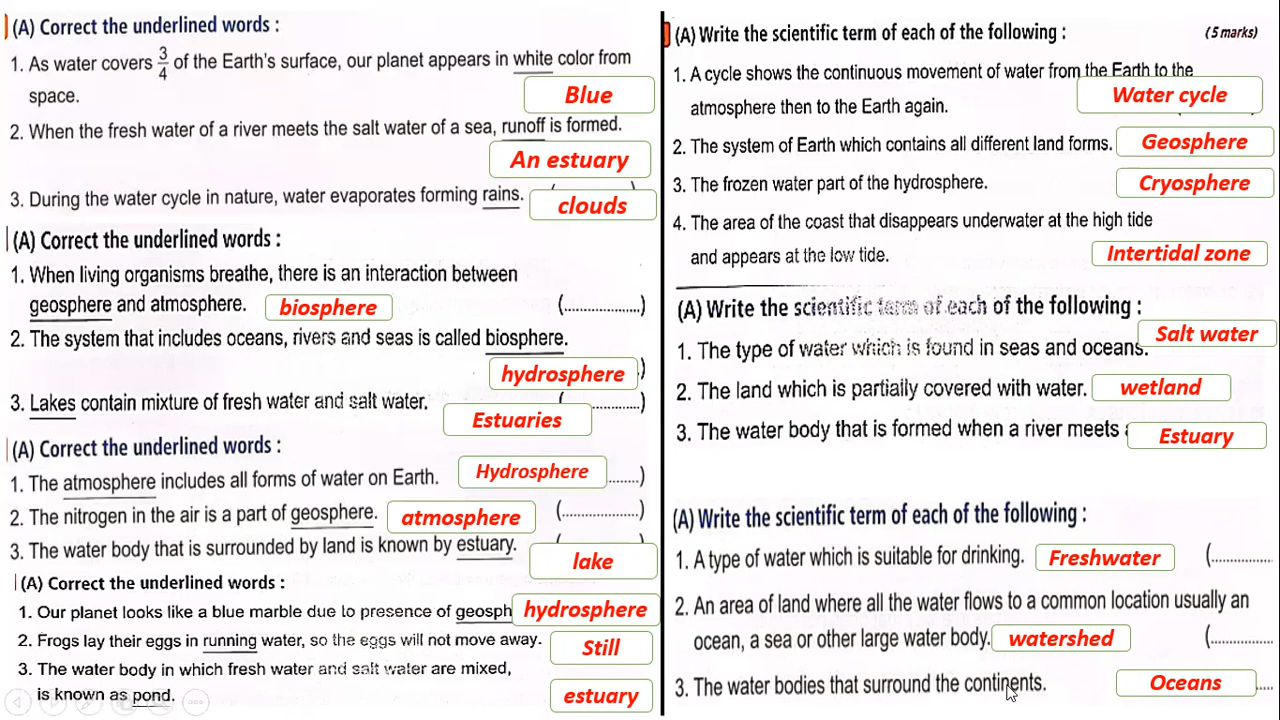 (A) Correct the underlined words :
1. As water covers 3/4 of the Earth's surface, our planet appears in white color from
space.
Blue
2. When the fresh water of a river meets the salt water of a sea, runoff is formed.
An estuary
3. During the water cycle in nature, water evaporates forming rains.
clouds
(A) Correct the underlined words :
1. When living organisms breathe, there is an interaction between
geosphere and atmosphere. biosphere (....................)
2. The system that includes oceans, rivers and seas is called biosphere.
hydrosphere )
3. Lakes contain mixture of fresh water and salt water. (............)
Estuaries
(A) Correct the underlined words :
1. The atmosphere includes all forms of water on Earth. Hydrosphere ........)
2. The nitrogen in the air is a part of geosphere. atmosphere (....................)
3. The water body that is surrounded by land is known by estuary.
lake
(A) Correct the underlined words :
1. Our planet looks like a blue marble due to presence of geosph hydrosphere
2. Frogs lay their eggs in running water, so the eggs will not move away. Still
3. The water body in which fresh water and salt water are mixed,
is known as pond. estuary
(A) Write the scientific term of each of the following : (5 marks)
1. A cycle shows the continuous movement of water from the Earth to the
atmosphere then to the Earth again. Water cycle
2. The system of Earth which contains all different land forms. Geosphere
3. The frozen water part of the hydrosphere. Cryosphere
4. The area of the coast that disappears underwater at the high tide
and appears at the low tide. Intertidal zone
(A) Write the scientific term of each of the following :
1. The type of water which is found in seas and oceans. Salt water
2. The land which is partially covered with water. wetland
3. The water body that is formed when a river meets Estuary
(A) Write the scientific term of each of the following :
1. A type of water which is suitable for drinking. Freshwater (...............
2. An area of land where all the water flows to a common location usually an
ocean, a sea or other large water body. watershed (...............
3. The water bodies that surround the continents. Oceans ....